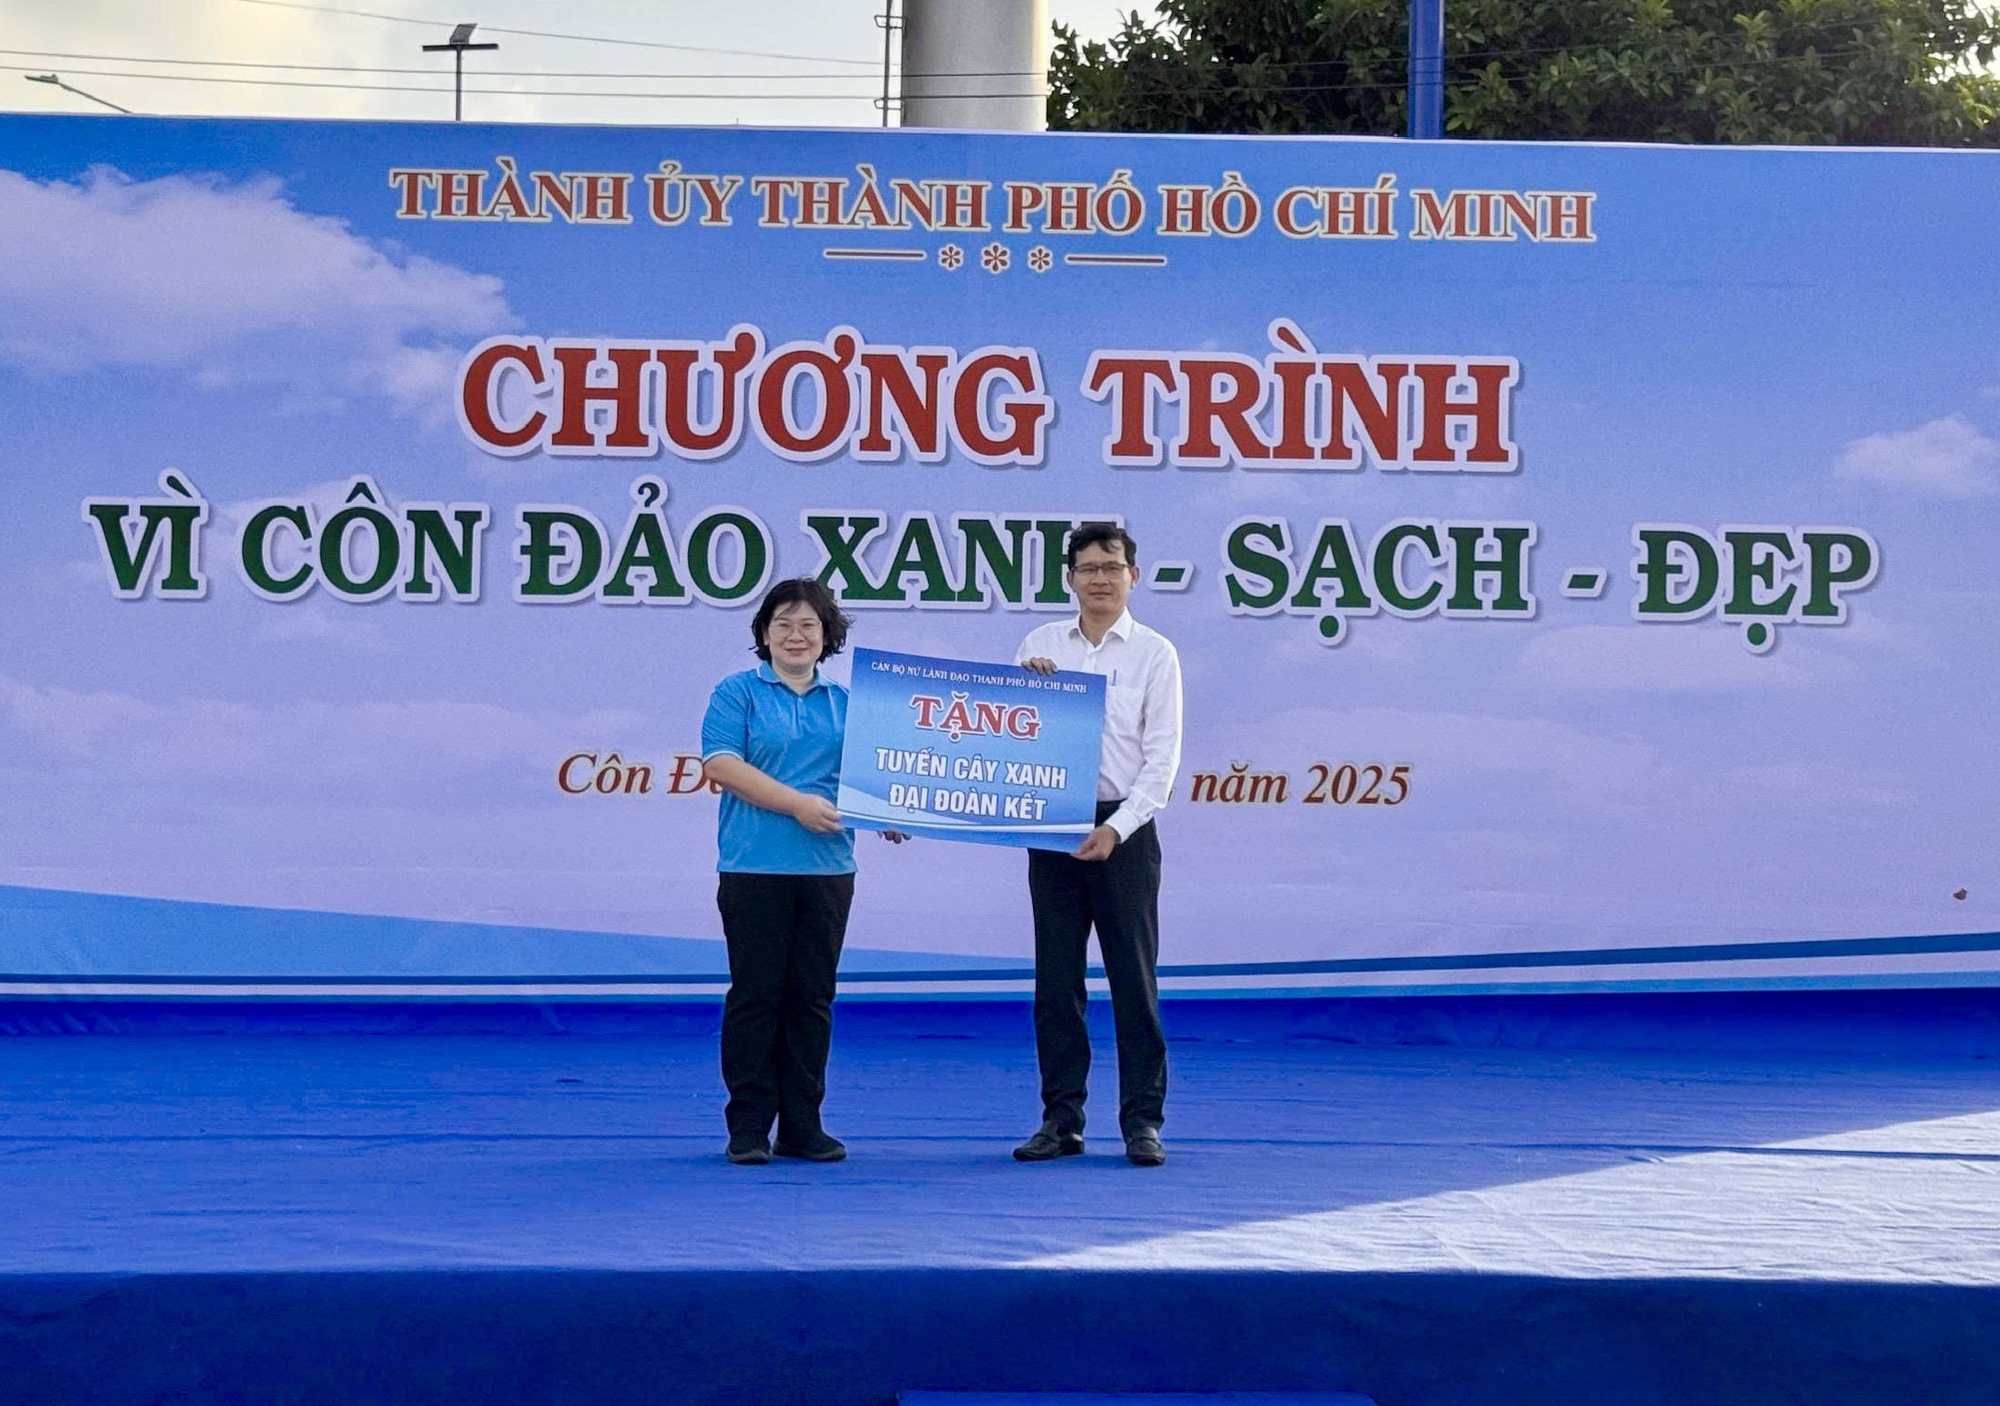 THÀNH ỦY THÀNH PHỐ HỒ CHÍ MINH
CHƯƠNG TRÌNH
VÌ CÔN ĐẢO XANH - SẠCH - ĐẸP
CÁN BỘ NỮ LÃNH ĐẠO THÀNH PHỐ HỒ CHÍ MINH
TẶNG
TUYẾN CÂY XANH
ĐẠI ĐOÀN KẾT
Côn năm 2025